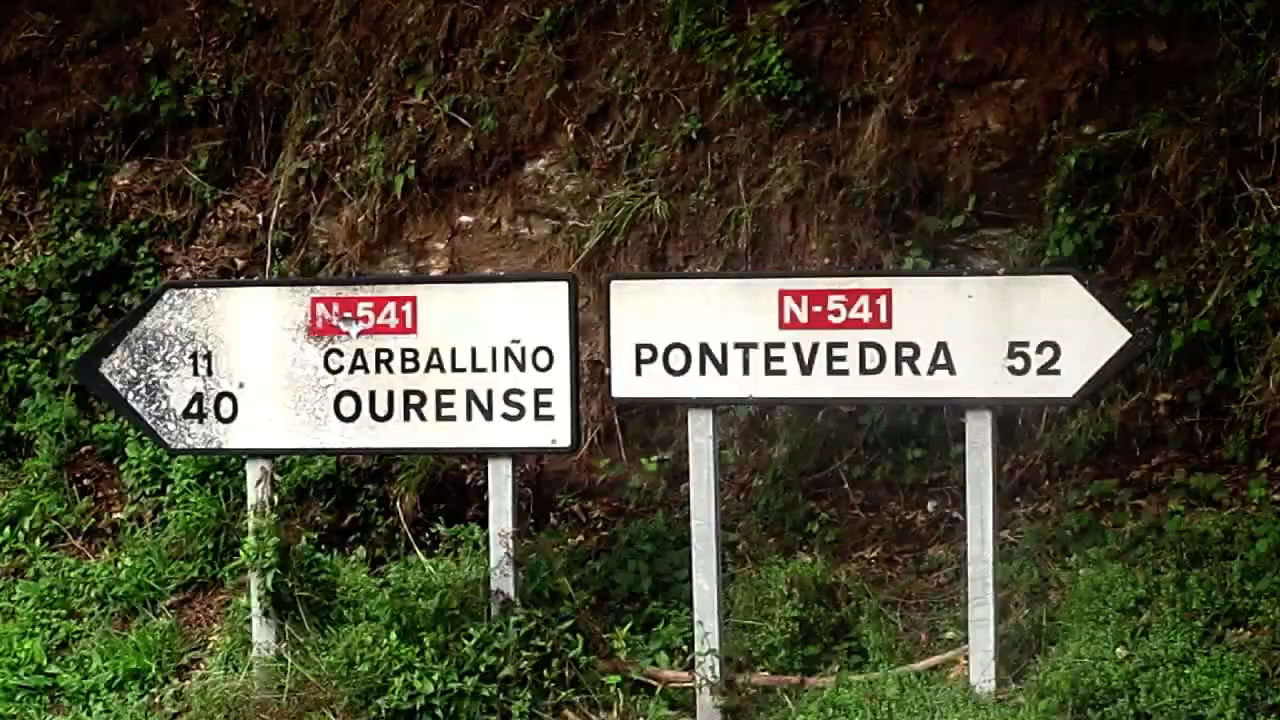 N-541
11 CARBALLIÑO
40 OURENSE
N-541
PONTEVEDRA 52